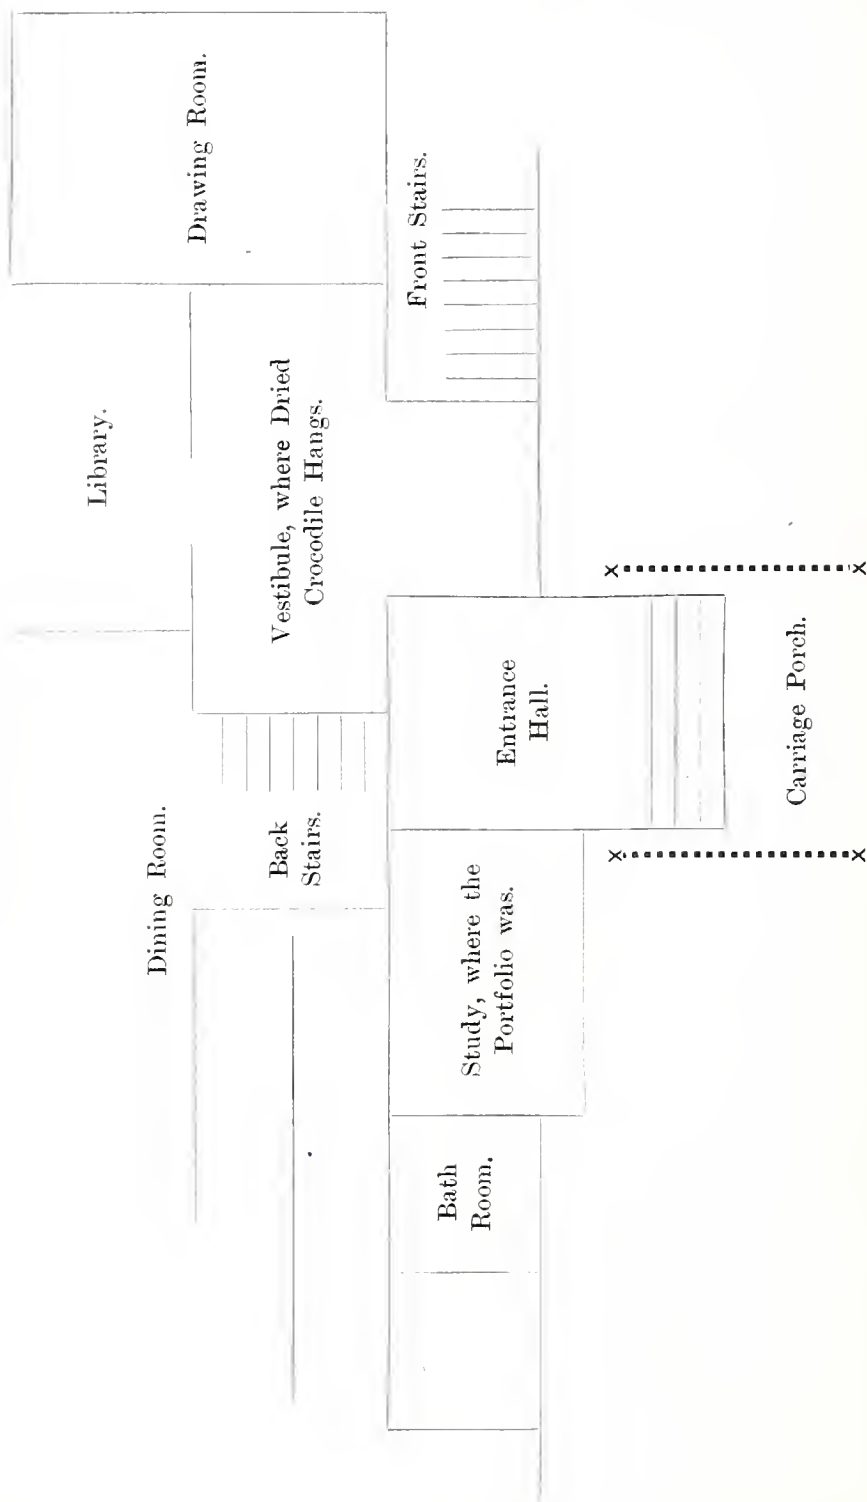 Drawing Room.
Library.
Front Stairs.
Vestibule, where Dried
Crocodile Hangs.
Dining Room.
Back
Stairs.
Entrance
Hall.
Study, where the
Portfolio was.
Bath
Room.
Carriage Porch.